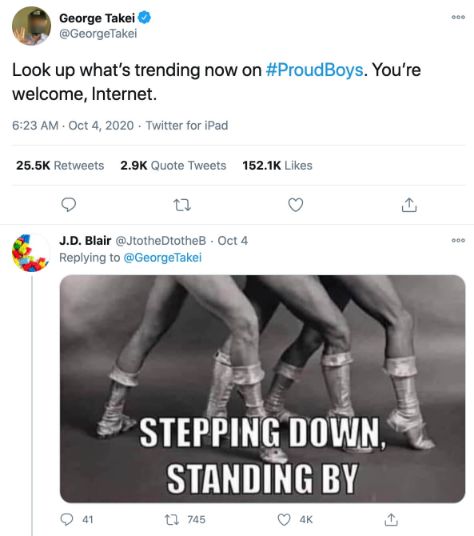 George Takei
@GeorgeTakei
Look up what's trending now on #ProudBoys. You're
welcome, Internet.
6:23 AM · Oct 4, 2020 · Twitter for iPad
25.5K Retweets 2.9K Quote Tweets 152.1K Likes
J.D. Blair @JtotheDtotheB · Oct 4
Replying to @GeorgeTakei
STEPPING DOWN,
STANDING BY
41 745 4K